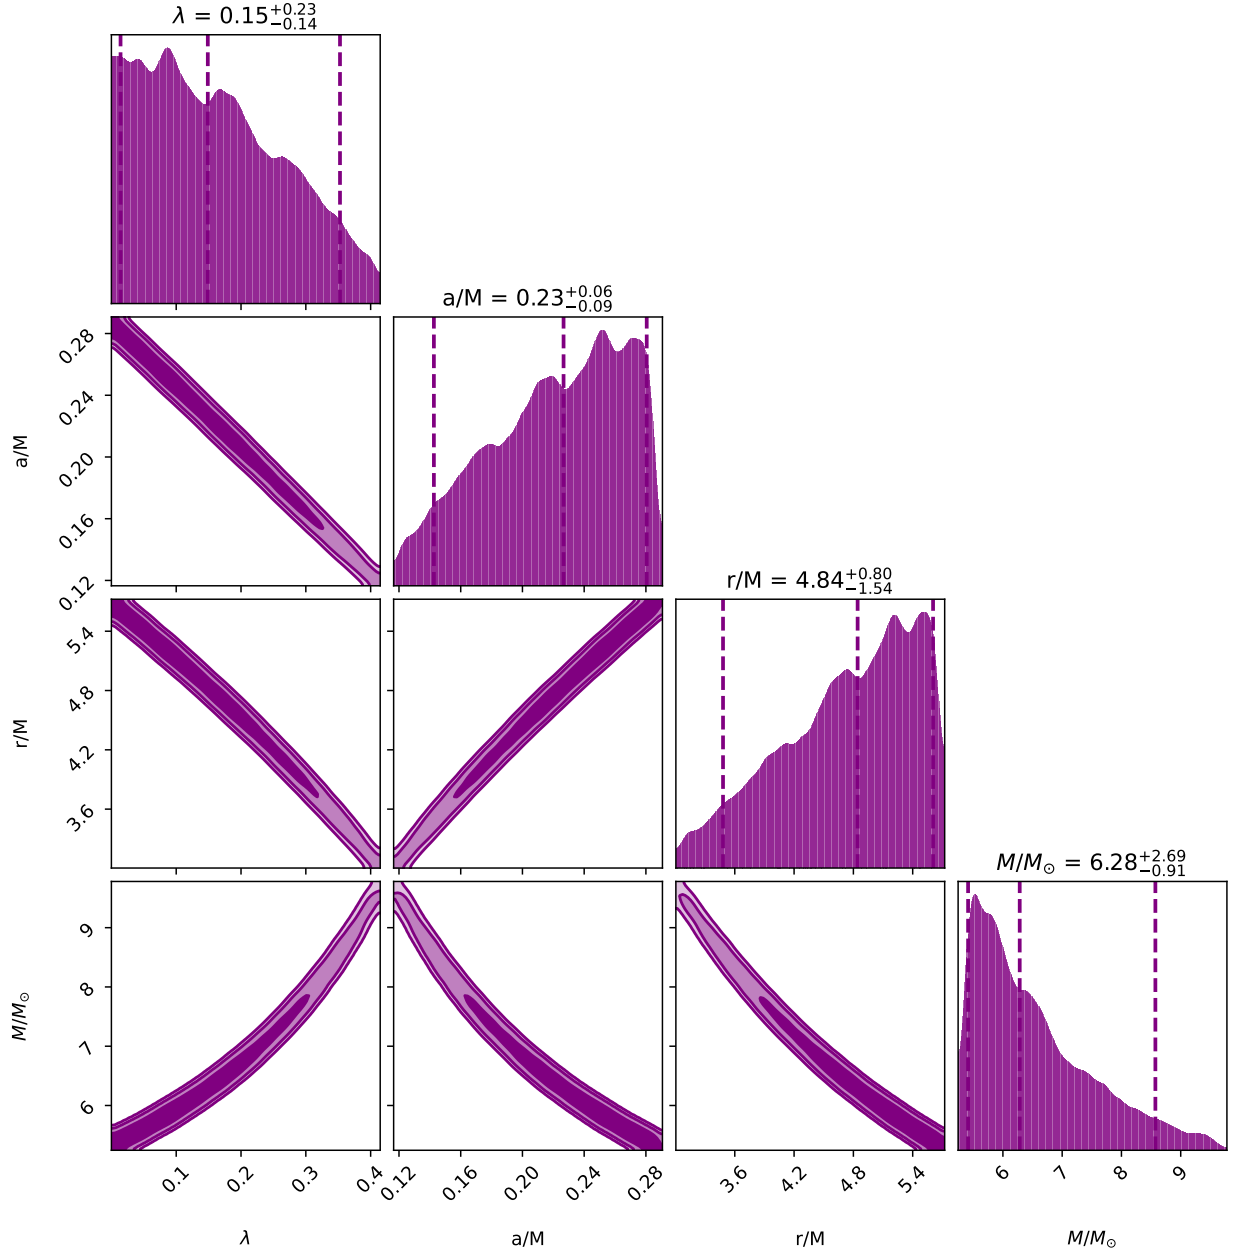 λ = 0.15+0.23−0.14
a/M = 0.23+0.06−0.09
0.28
0.24
0.20
0.16
0.12
a/M
r/M = 4.84+0.80−1.54
5.4
4.8
4.2
3.6
r/M
M/M⊙ = 6.28+2.69−0.91
9
8
7
6
M/M⊙
0.1 0.2 0.3 0.4
0.12 0.16 0.20 0.24 0.28
3.6 4.2 4.8 5.4
6 7 8 9
λ a/M r/M M/M⊙